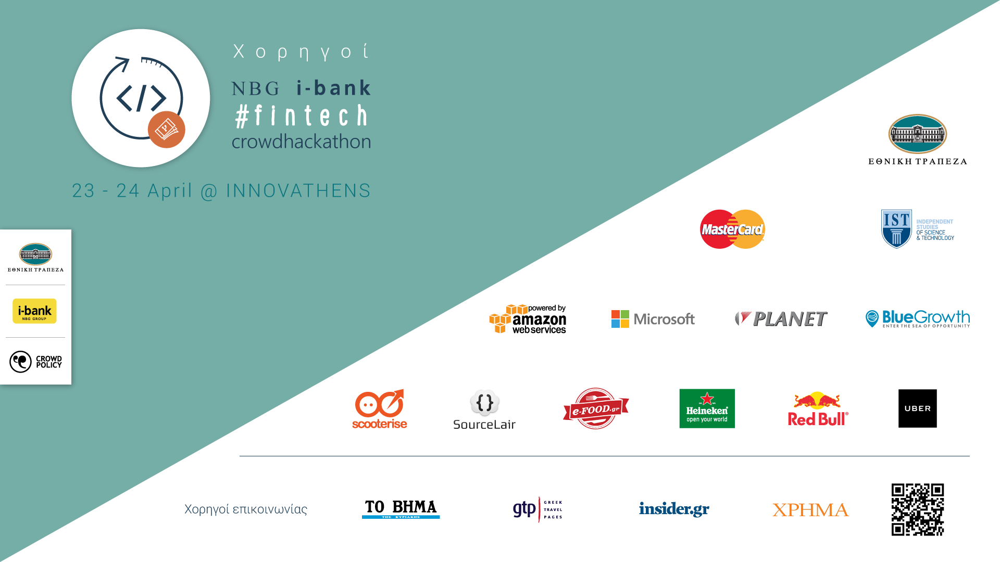 Χορηγοί
NBG i-bank
#fintech
crowdhackathon
23 - 24 April @ INNOVATHENS
ΕΘΝΙΚΗ ΤΡΑΠΕΖΑ
i-bank
NBG GROUP
CROWD
POLICY
ΕΘΝΙΚΗ ΤΡΑΠΕΖΑ
MasterCard
IST
INDEPENDENT
STUDIES
OF SCIENCE
& TECHNOLOGY
powered by
amazon
web services
Microsoft
PLANET
BlueGrowth
ENTER THE SEA OF OPPORTUNITY
scooterise
{}
SourceLair
e-FOOD.gr
Heineken
open your world
Red Bull®
UBER
Χορηγοί επικοινωνίας
ΤΟ ΒΗΜΑ
ΤΗΣ ΚΥΡΙΑΚΗΣ
gtp
GREEK
TRAVEL
PAGES
insider.gr
ΧΡΗΜΑ